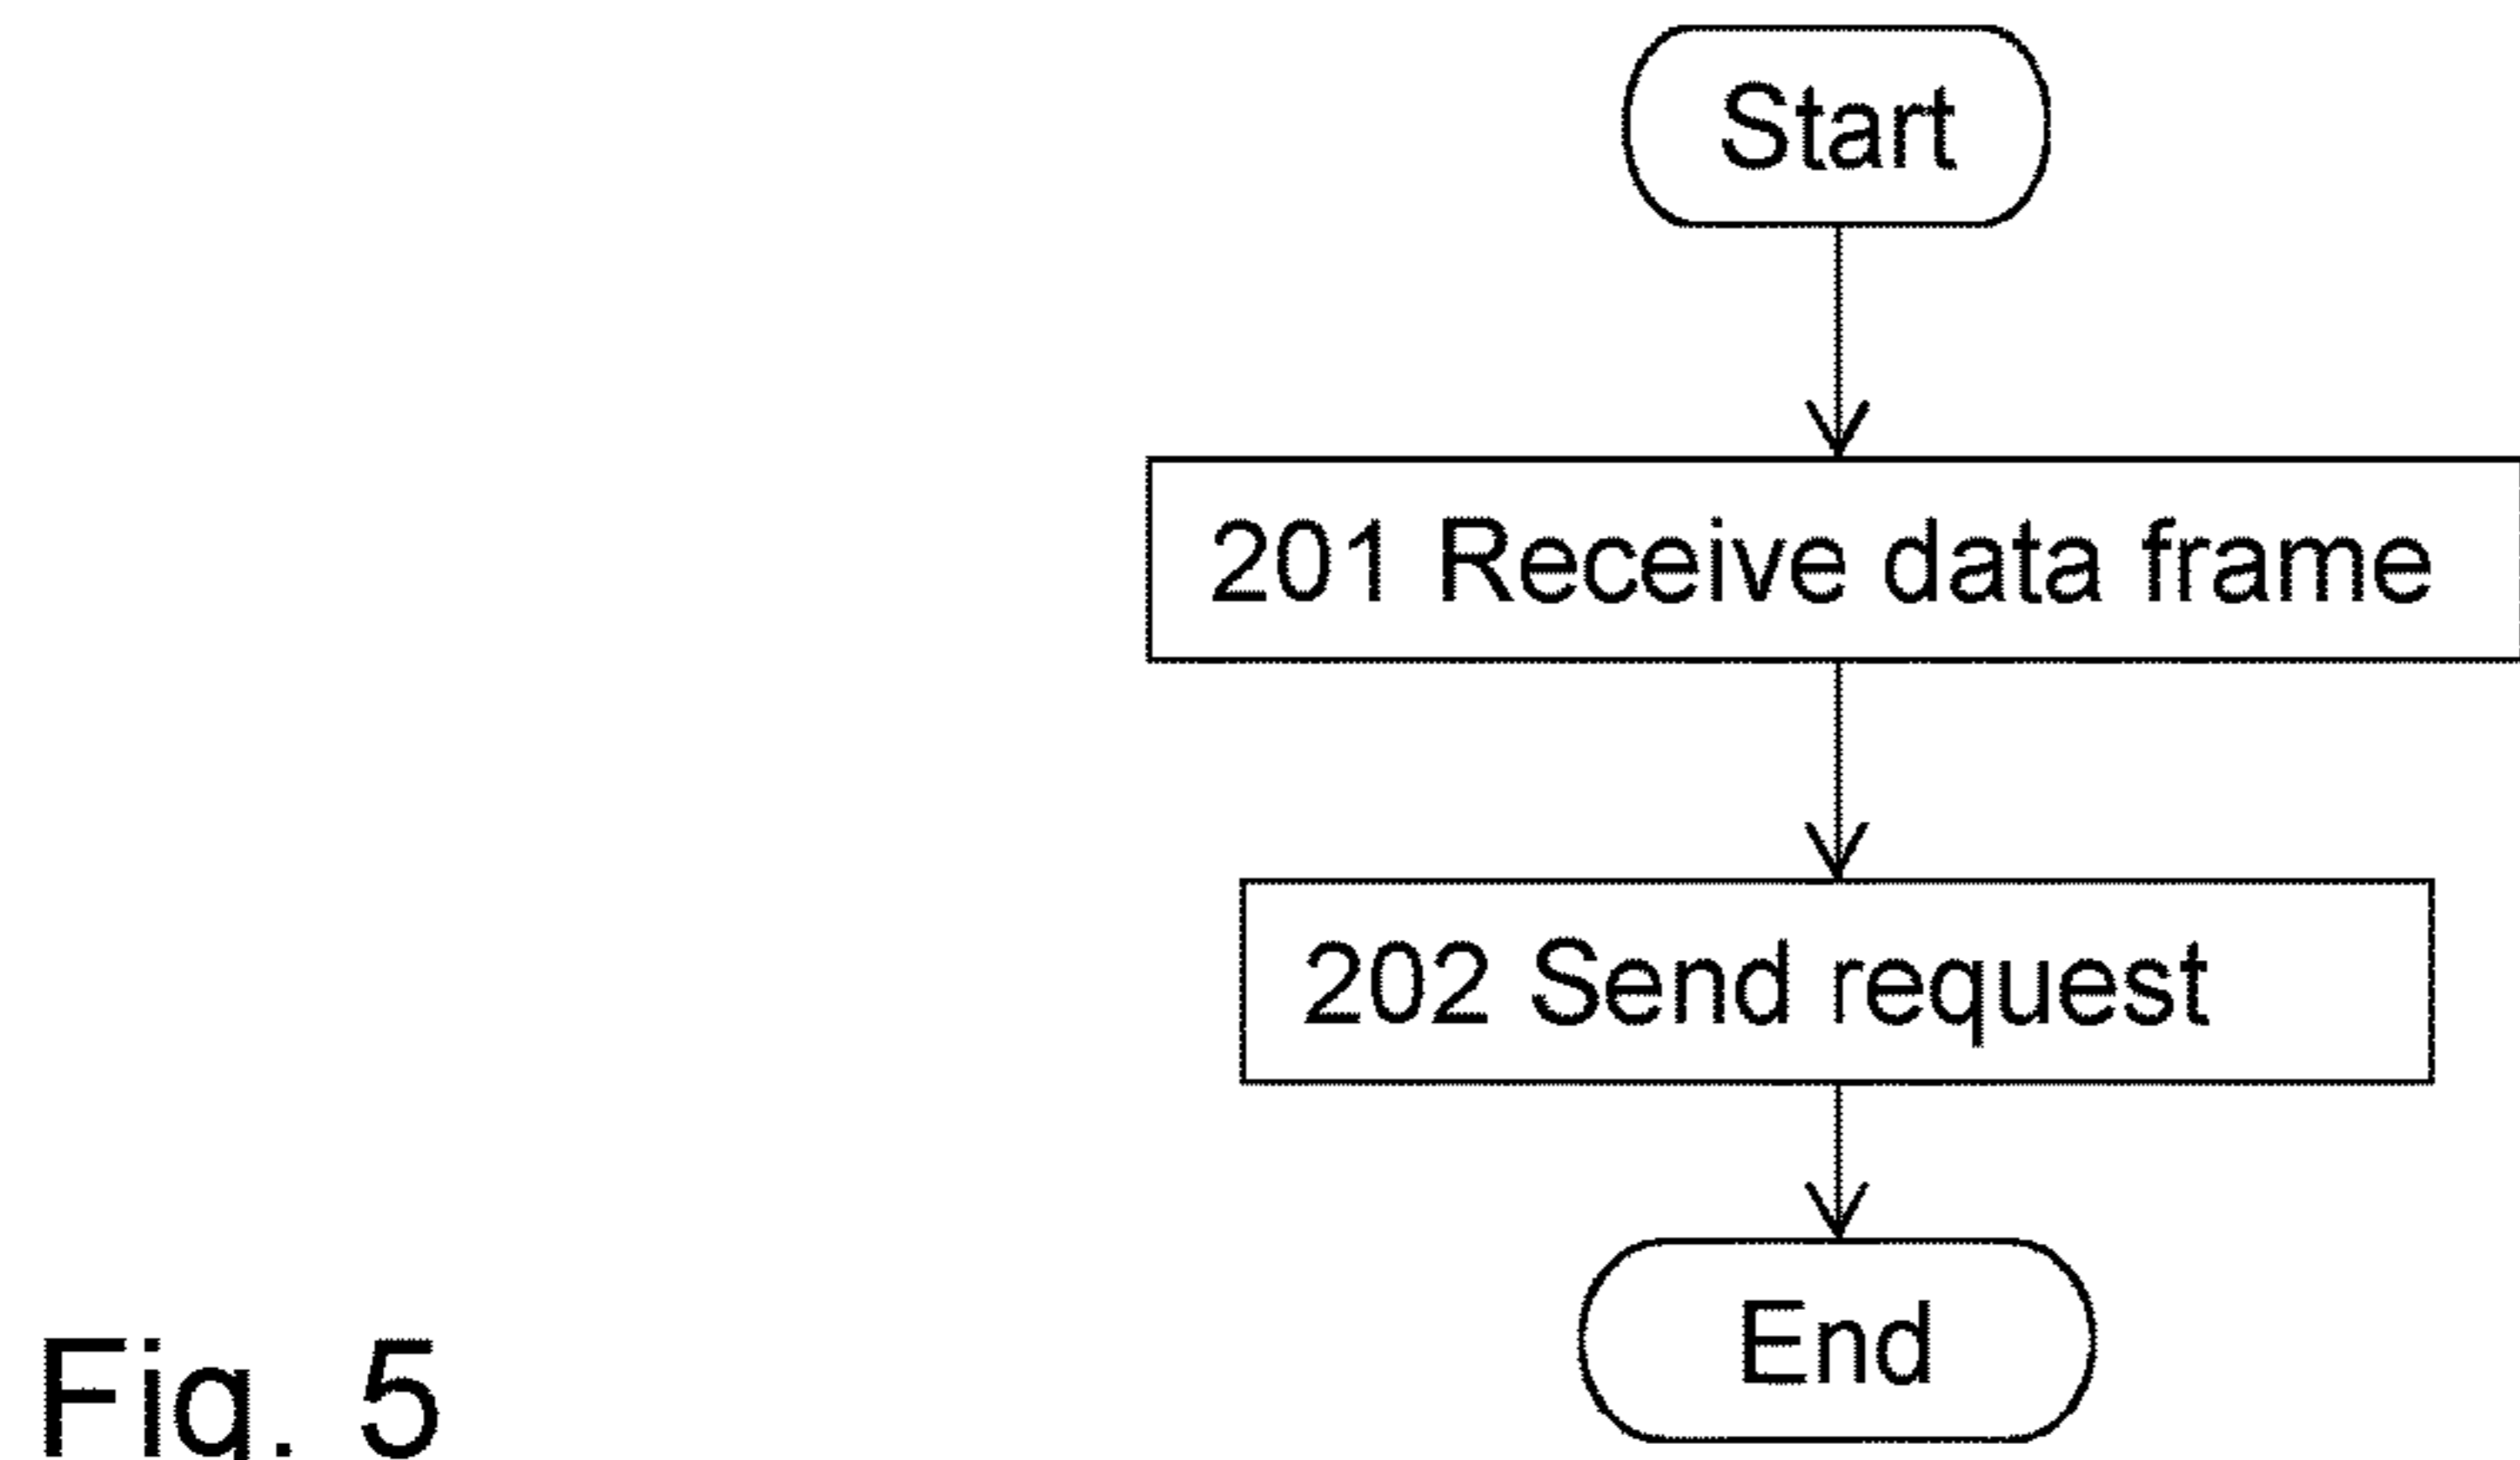 Start
201 Receive data frame
202 Send request
End
Fig. 5